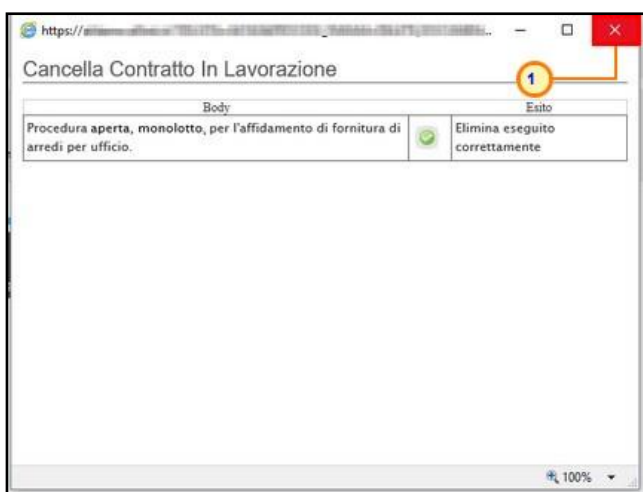 https://
Cancella Contratto In Lavorazione
1
Body Esito
Procedura aperta, monolotto, per l'affidamento di fornitura di
arredi per ufficio.
Elimina eseguito
correttamente
100%